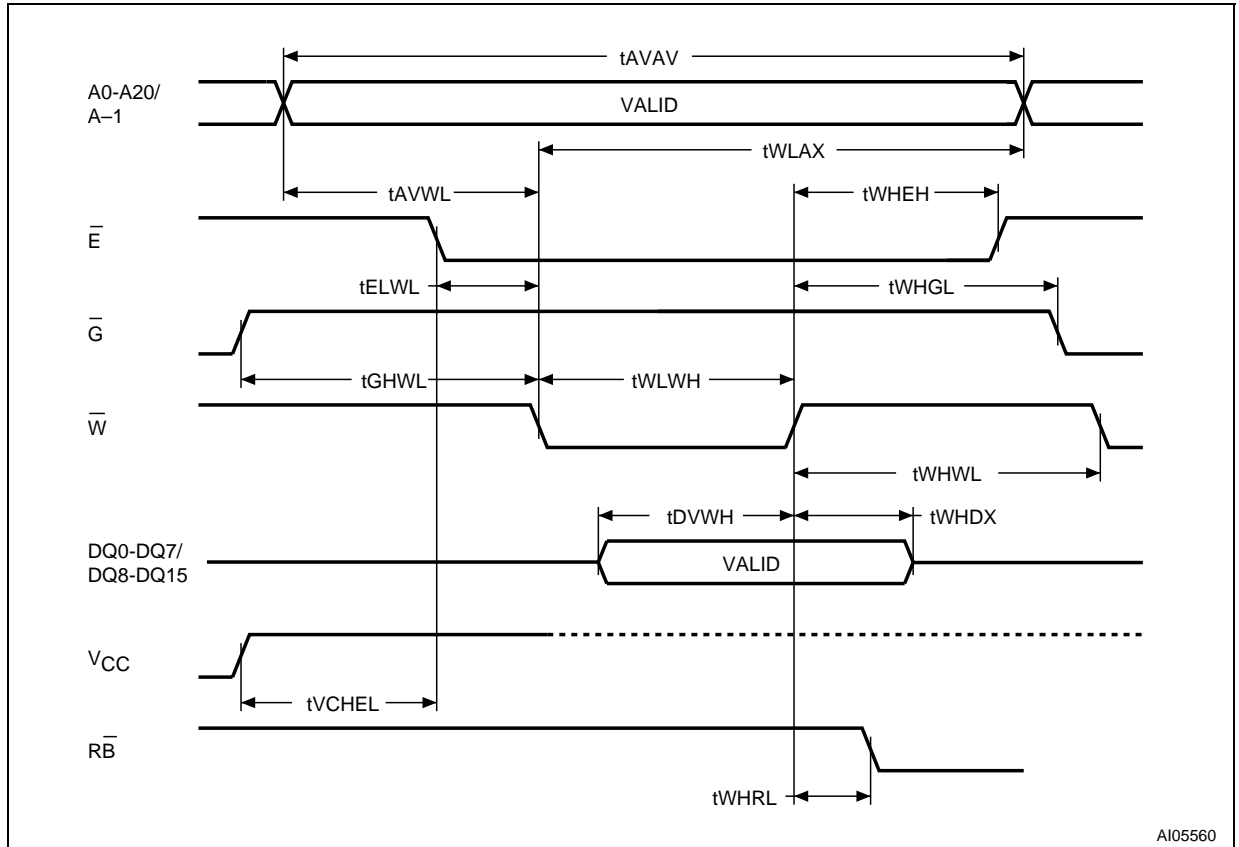 tAVAV
A0-A20/
A–1
VALID
tWLAX
tAVWL
tWHEH
E̅
tELWL
tWHGL
G̅
tGHWL
tWLWH
W̅
tWHWL
tDVWH
tWHDX
DQ0-DQ7/
DQ8-DQ15
VALID
VCC
tVCHEL
RB̅
tWHRL
AI05560